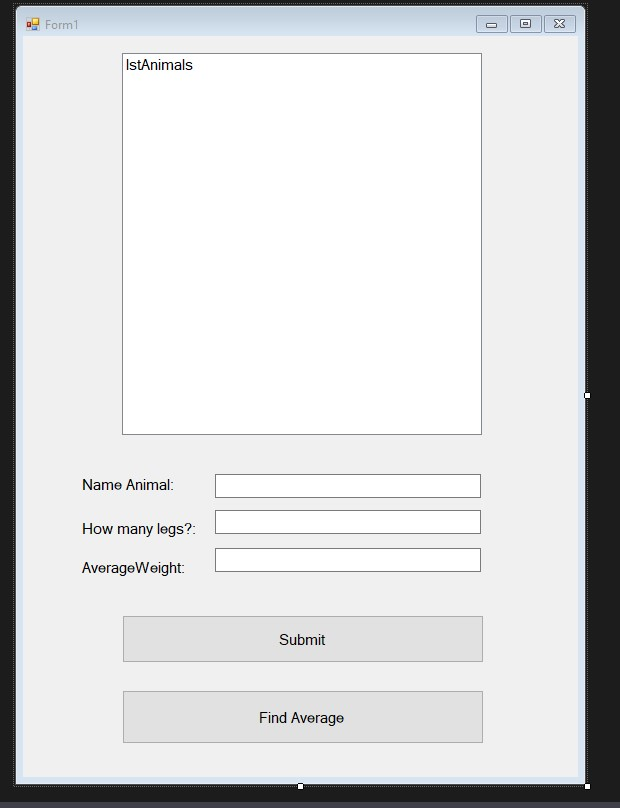 Form1
lstAnimals
Name Animal:
How many legs?:
AverageWeight:
Submit
Find Average